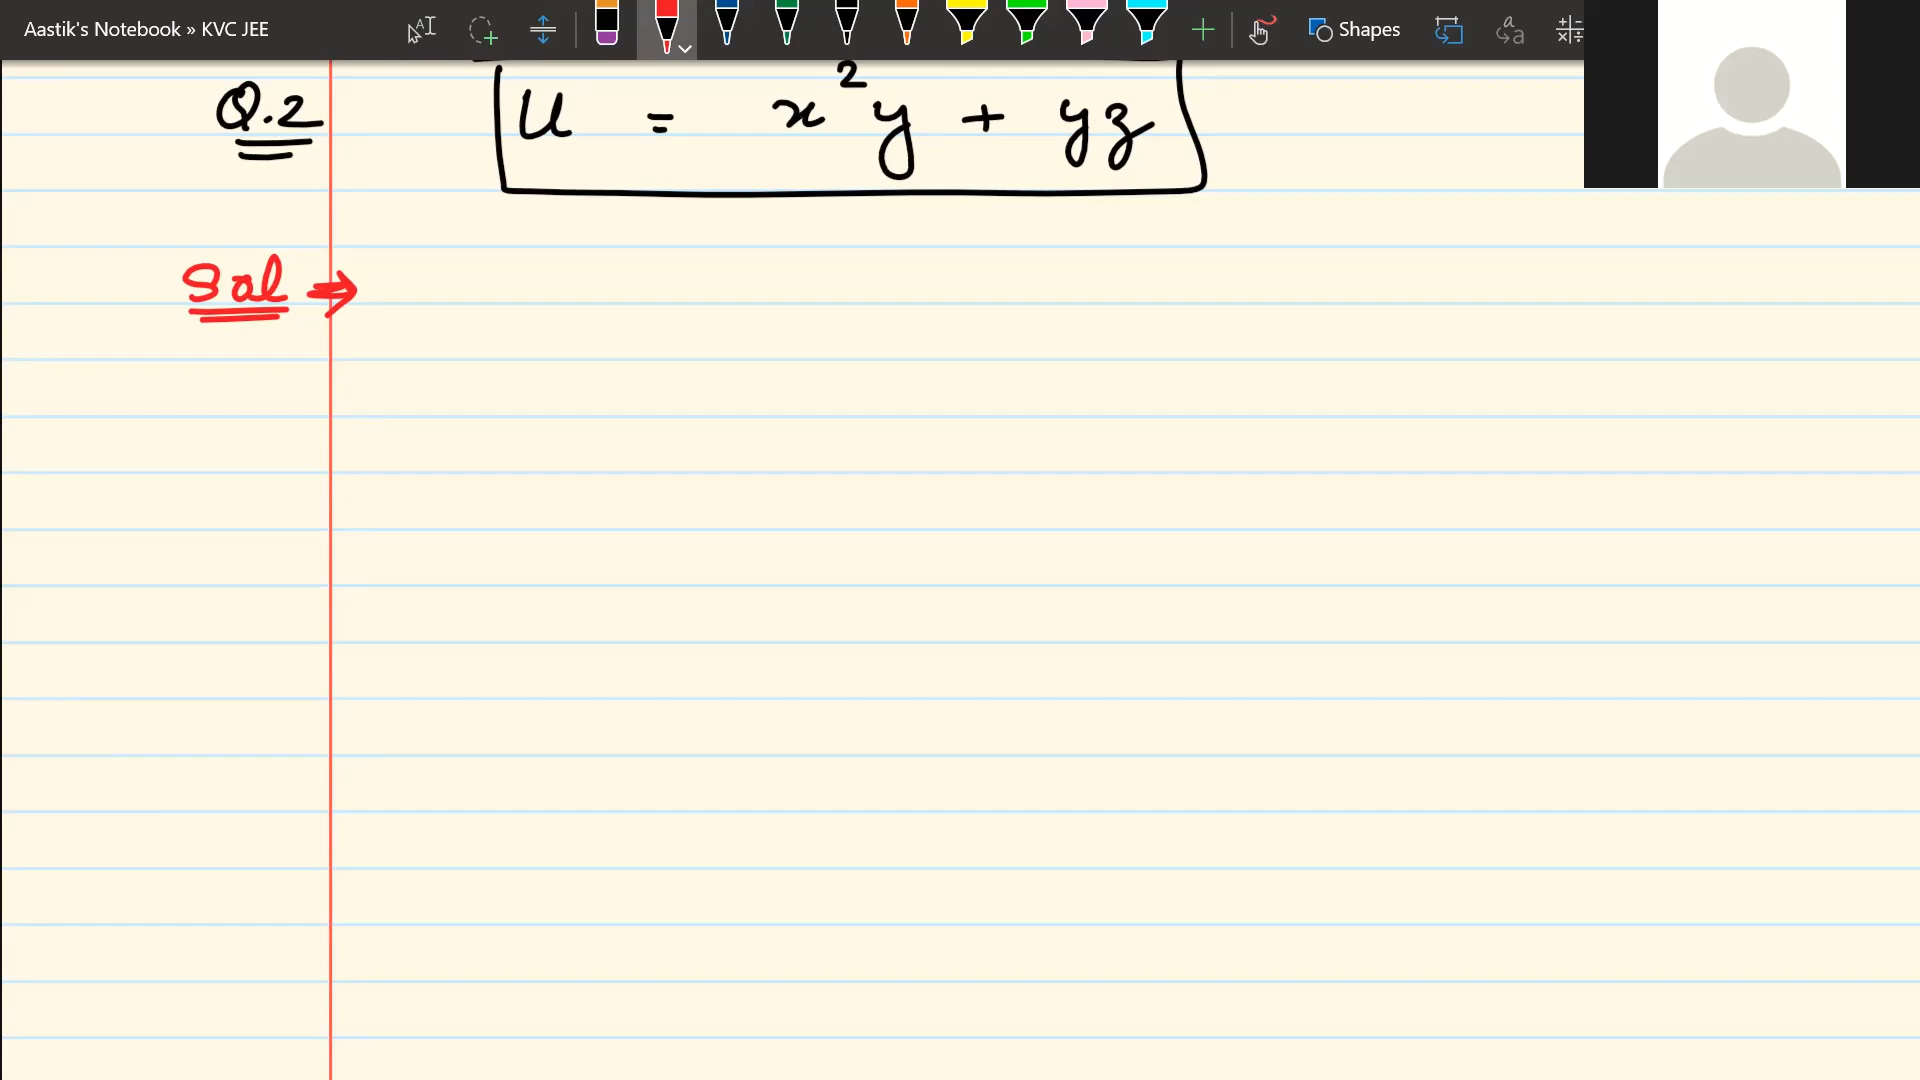 Aastik's Notebook » KVC JEE
Shapes
Q.2 U = x²y + yz
Sol ⇒